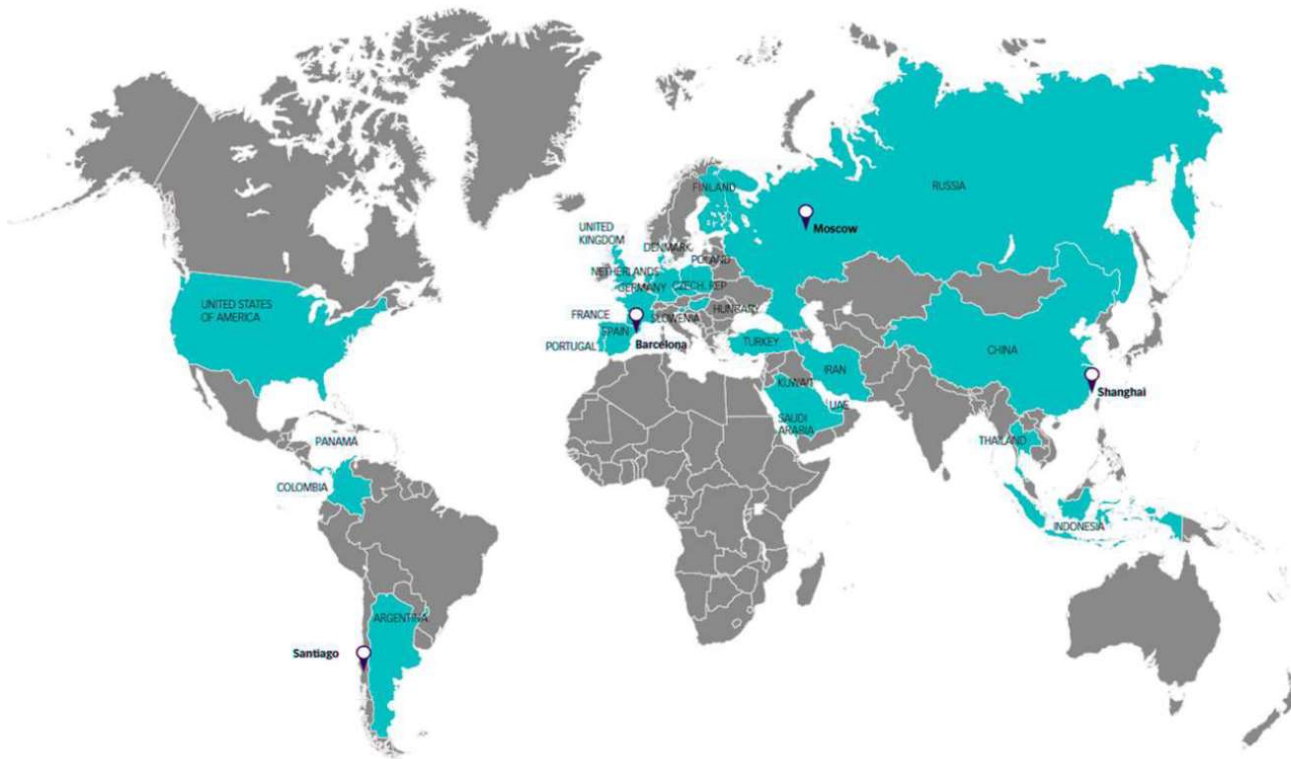 FINLAND
RUSSIA
Moscow
UNITED
KINGDOM
DENMARK
POLAND
NETHERLANDS
GERMANY
CZECH. REP
UNITED STATES
OF AMERICA
FRANCE
SLOWENIA
HUNGARY
SPAIN
PORTUGAL
Barcelona
TURKEY
CHINA
IRAN
KUWAIT
Shanghai
UAE
SAUDI
ARABIA
PANAMA
THAILAND
COLOMBIA
INDONESIA
ARGENTINA
Santiago